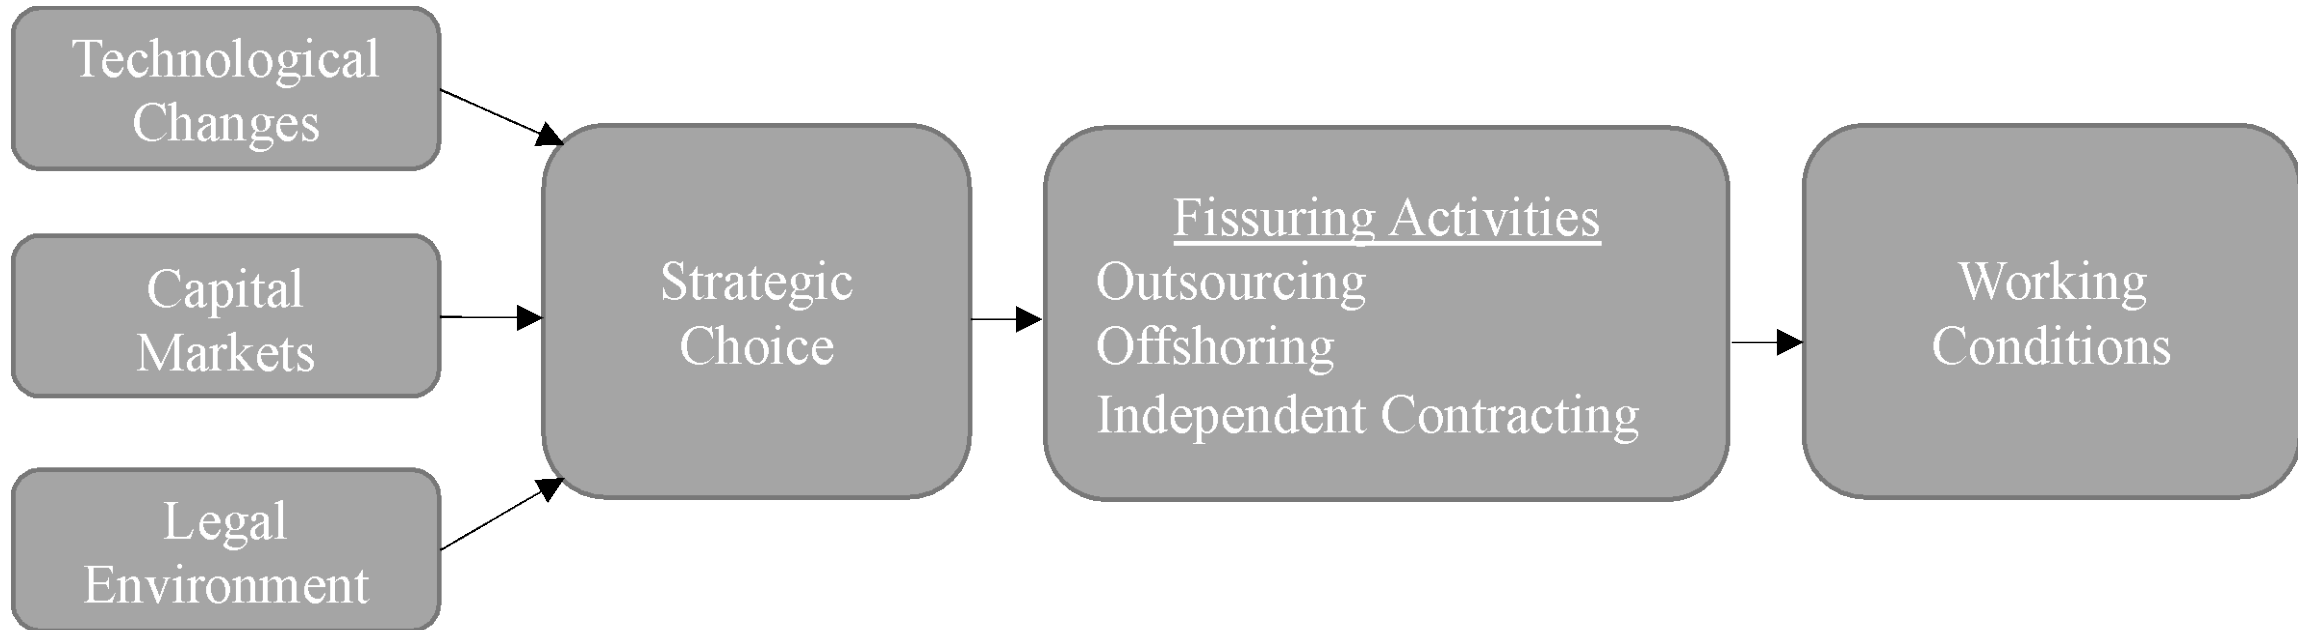 Technological
Changes
Capital
Markets
Legal
Environment
Strategic
Choice
Fissuring Activities
Outsourcing
Offshoring
Independent Contracting
Working
Conditions